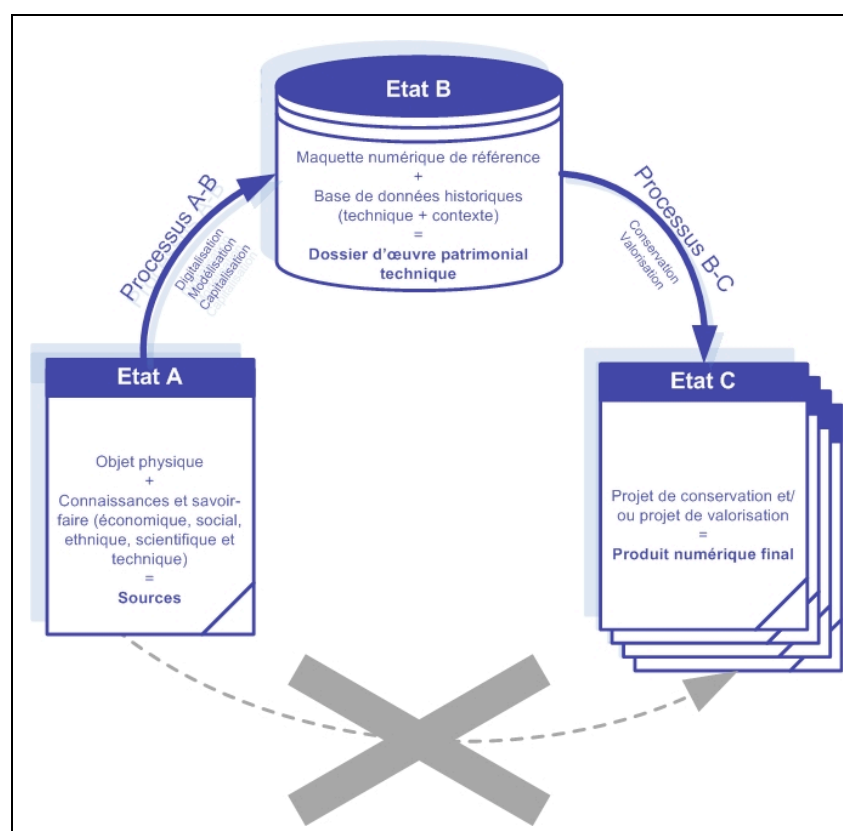 Etat B
Maquette numérique de référence
+
Base de données historiques
(technique + contexte)
=
Dossier d’œuvre patrimonial
technique
Processus A-B
Digitalisation
Modélisation
Capitalisation
Processus B-C
Conservation
Valorisation
Etat A
Objet physique
+
Connaissances et savoir-
faire (économique, social,
ethnique, scientifique et
technique)
=
Sources
Etat C
Projet de conservation et/
ou projet de valorisation
=
Produit numérique final